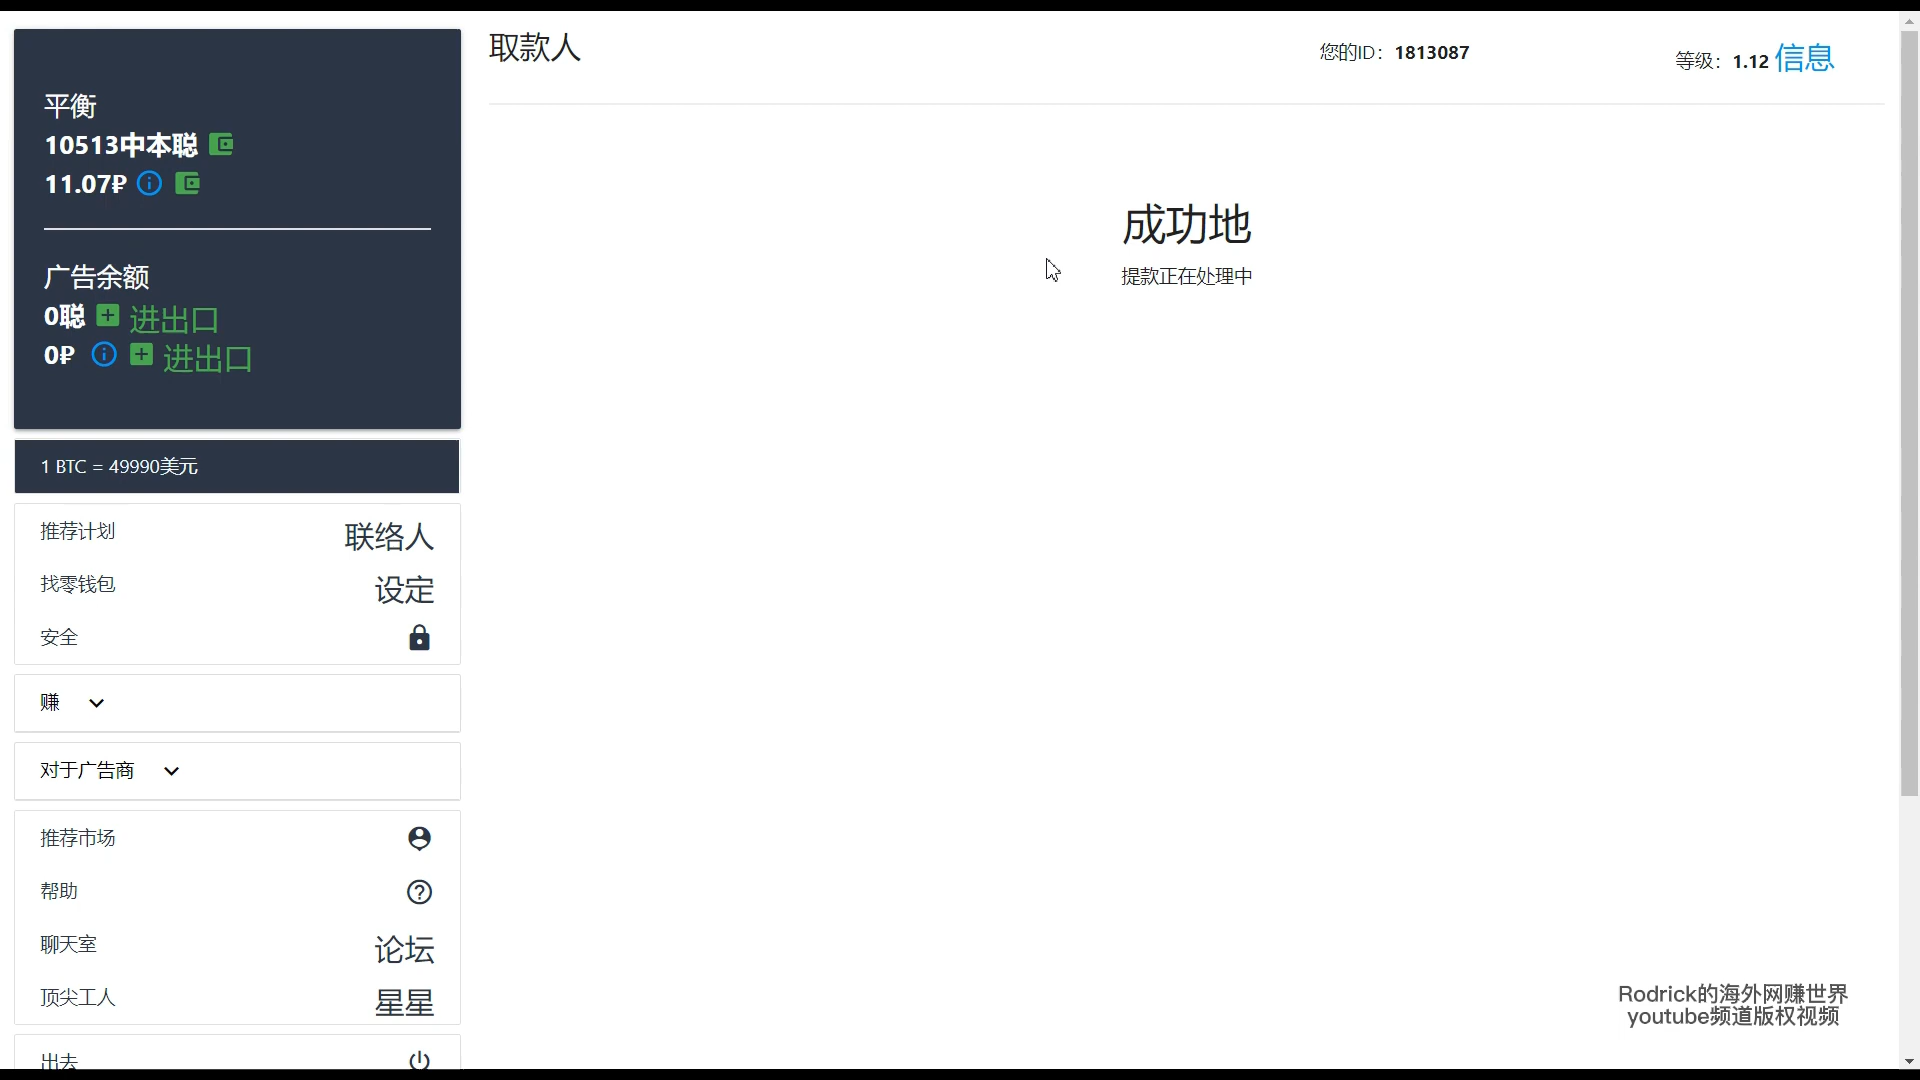 平衡
10513中本聪
11.07₽
广告余额
0聪 进出口
0₽ 进出口
1 BTC = 49990美元
推荐计划 联络人
找零钱包 设定
安全
赚
对于广告商
推荐市场
帮助
聊天室 论坛
顶尖工人 星星
出去
取款人
您的ID：1813087
等级：1.12 信息
成功地
提款正在处理中
Rodrick的海外网赚世界
youtube频道版权视频